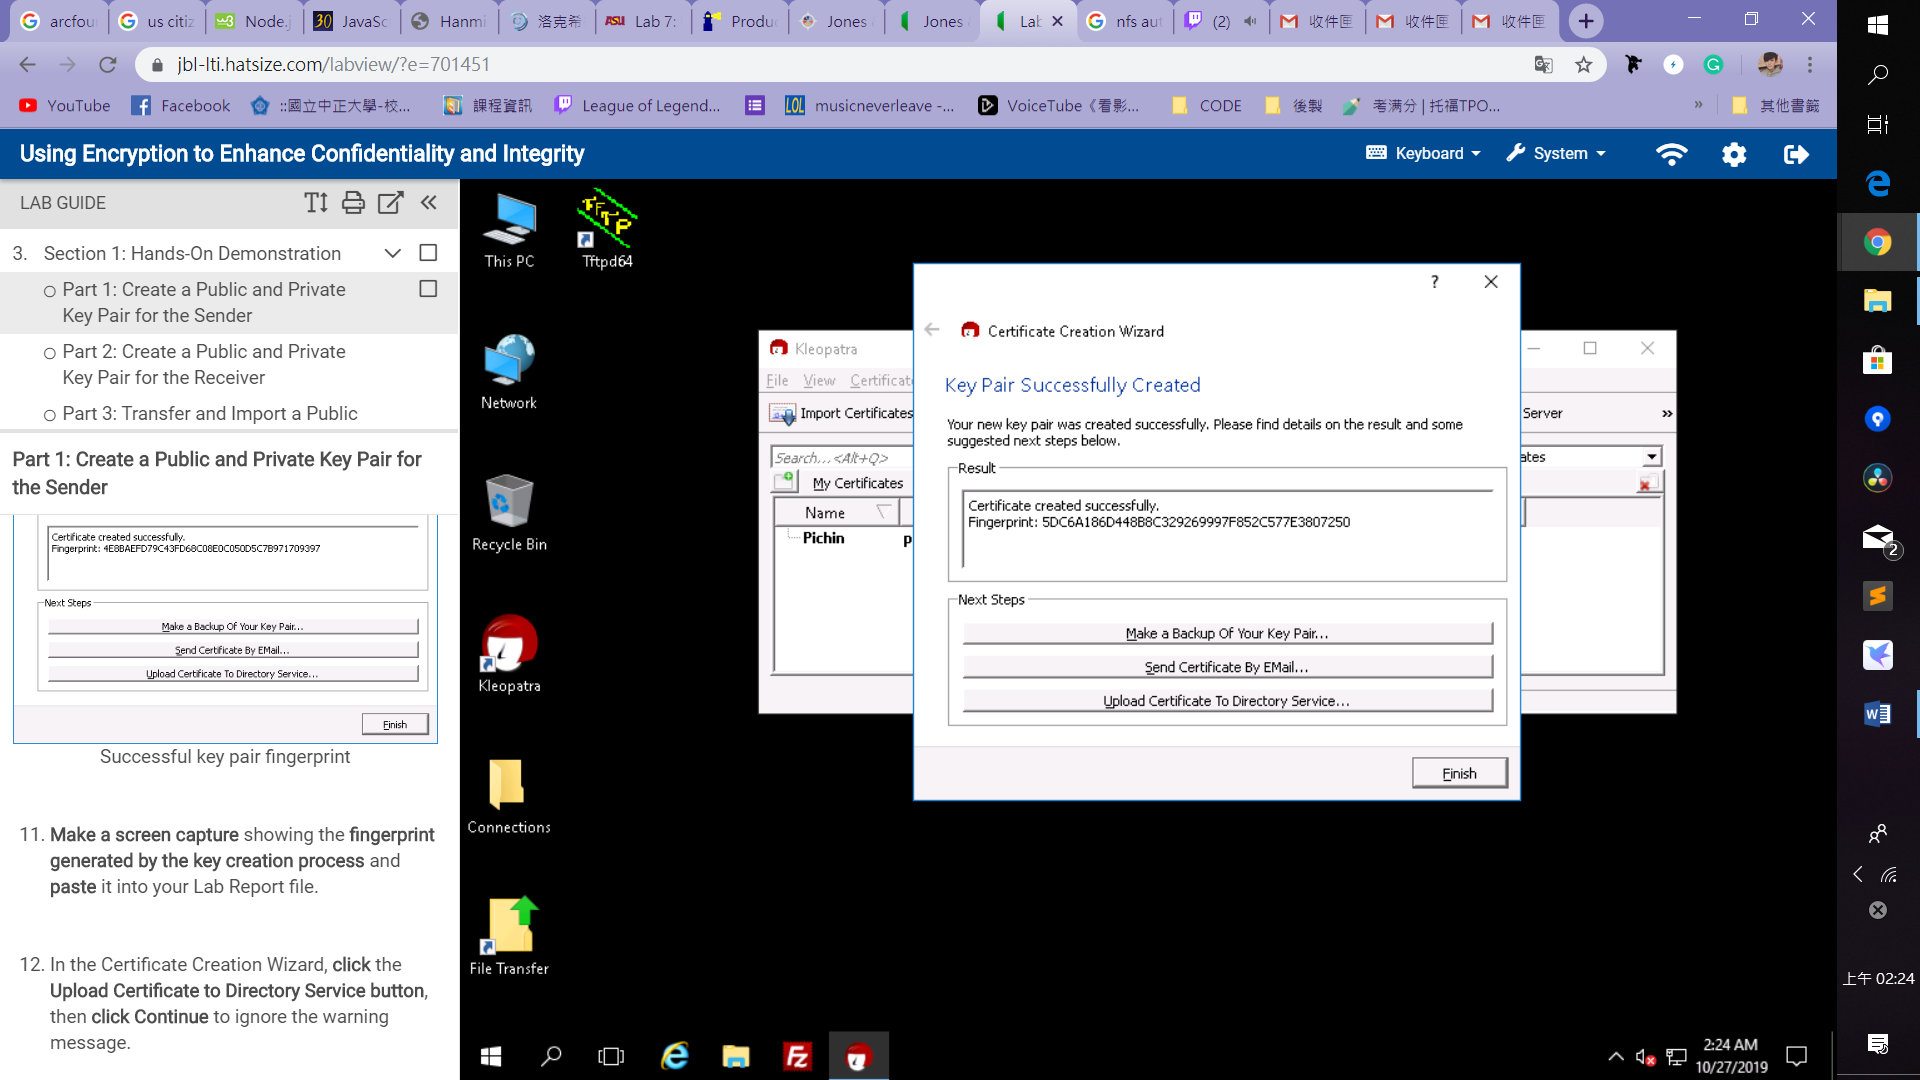 arcfou
us citiz
Node.j
JavaSc
Hanmi
洛克希
Lab 7:
Produ
Jones
Jones
Lab
nfs aut
(2)
收件匣
收件匣
收件匣
jbl-lti.hatsize.com/labview/?e=701451
YouTube
Facebook
::國立中正大學-校...
課程資訊
League of Legend...
musicneverleave -...
VoiceTube《看影...
CODE
後製
考满分 | 托福TPO...
»
其他書籤
Using Encryption to Enhance Confidentiality and Integrity
Keyboard
System
LAB GUIDE
3. Section 1: Hands-On Demonstration
Part 1: Create a Public and Private
Key Pair for the Sender
Part 2: Create a Public and Private
Key Pair for the Receiver
Part 3: Transfer and Import a Public
Part 1: Create a Public and Private Key Pair for
the Sender
Certificate created successfully.
Fingerprint: 4E8BAEFD79C43FD68C08E0C050D5C7B971709397
Next Steps
Make a Backup Of Your Key Pair...
Send Certificate By EMail...
Upload Certificate To Directory Service...
Finish
Successful key pair fingerprint
11. Make a screen capture showing the fingerprint
generated by the key creation process and
paste it into your Lab Report file.
12. In the Certificate Creation Wizard, click the
Upload Certificate to Directory Service button,
then click Continue to ignore the warning
message.
This PC
Tftpd64
Network
Recycle Bin
Kleopatra
Connections
File Transfer
Kleopatra
File View Certificat
Import Certificates
Server
»
Search...<Alt+Q>
ates
My Certificates
Name
Pichin p
?
Certificate Creation Wizard
Key Pair Successfully Created
Your new key pair was created successfully. Please find details on the result and some
suggested next steps below.
Result
Certificate created successfully.
Fingerprint: 5DC6A186D448B8C329269997F852C577E3807250
Next Steps
Make a Backup Of Your Key Pair...
Send Certificate By EMail...
Upload Certificate To Directory Service...
Finish
2:24 AM
10/27/2019
2
上午 02:24